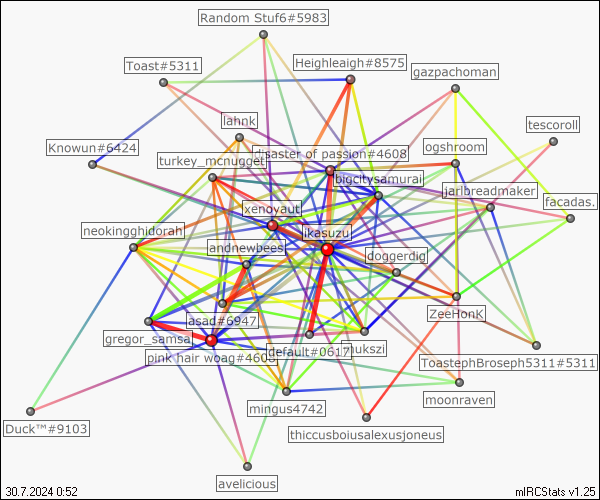 Random Stuf6#5983
Toast#5311
Heighleaigh#8575
gazpachoman
tescoroll
lahnk
Knowun#6424
turkey_mcnugget
disaster of passion#4608
ogshroom
bigcitysamurai
jarlbreadmaker
facadas.
xenoyaut
neokingghidorah
ikasuzu
andnewbees
doggerdig
asad#6947
ZeeHonK
gregor_samsa
pink hair woag#4608
default#0617
nukszi
ToastephBroseph5311#5311
moonraven
mingus4742
Duck™#9103
thiccusboiusalexusjoneus
avelicious
30.7.2024 0:52
mIRCStats v1.25